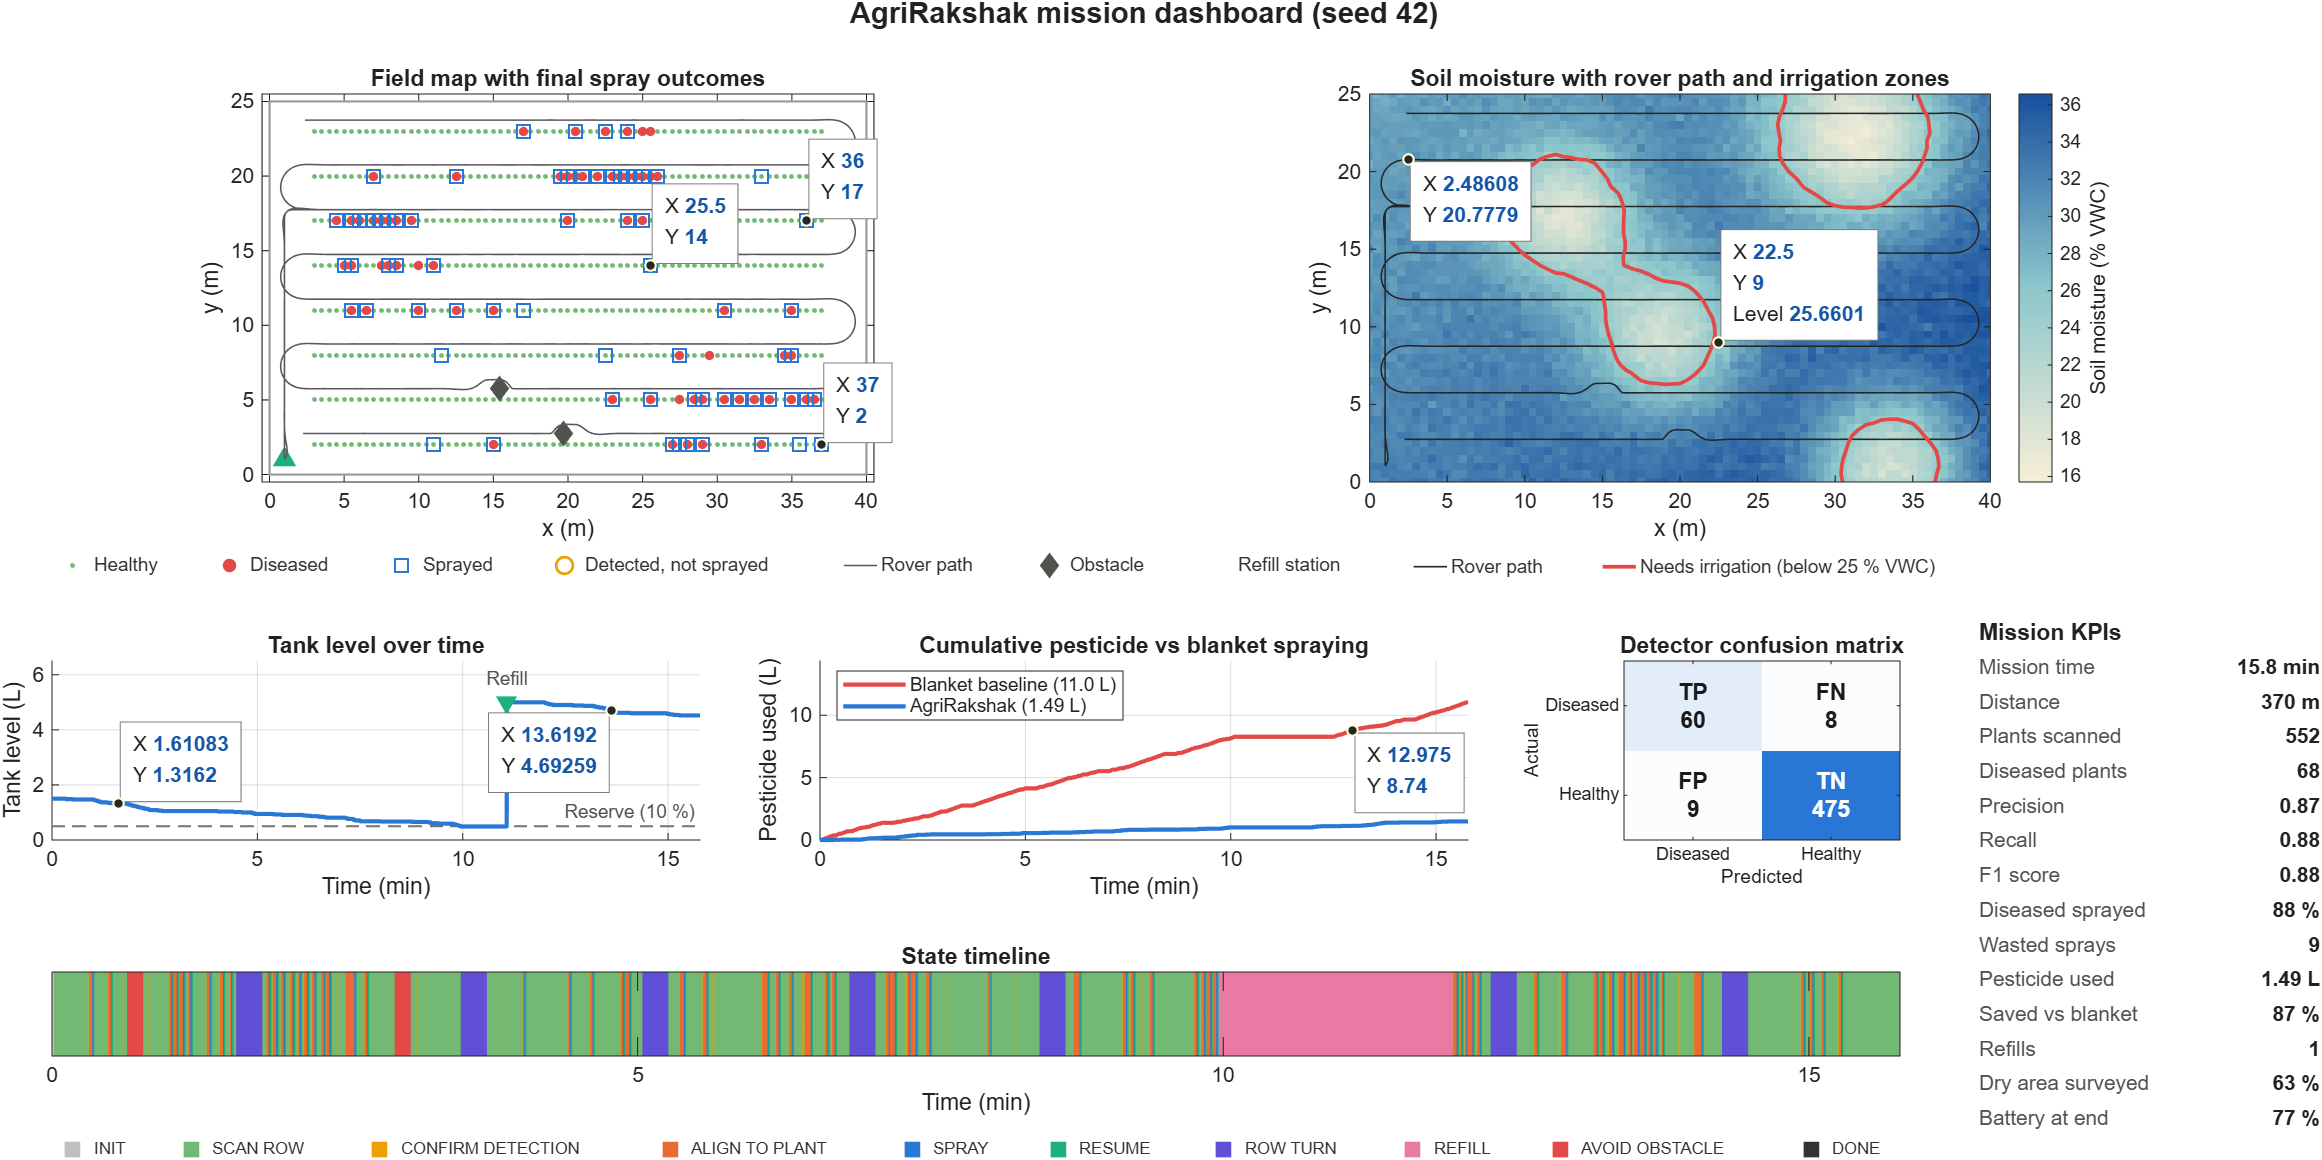 AgriRakshak mission dashboard (seed 42)
Field map with final spray outcomes
25
20
15
10
5
0
y (m)
X 36
Y 17
X 25.5
Y 14
X 37
Y 2
0 5 10 15 20 25 30 35 40
x (m)
Soil moisture with rover path and irrigation zones
25
20
15
10
5
0
y (m)
X 2.48608
Y 20.7779
X 22.5
Y 9
Level 25.6601
0 5 10 15 20 25 30 35 40
x (m)
36
34
32
30
28
26
24
22
20
18
16
Soil moisture (% VWC)
Healthy Diseased Sprayed Detected, not sprayed Rover path Obstacle Refill station Rover path Needs irrigation (below 25 % VWC)
Tank level over time
6
4
2
0
Tank level (L)
Refill
X 1.61083
Y 1.3162
X 13.6192
Y 4.69259
Reserve (10 %)
0 5 10 15
Time (min)
Cumulative pesticide vs blanket spraying
10
5
0
Pesticide used (L)
Blanket baseline (11.0 L)
AgriRakshak (1.49 L)
X 12.975
Y 8.74
0 5 10 15
Time (min)
Detector confusion matrix
Actual
Diseased
Healthy
TP
60
FN
8
FP
9
TN
475
Diseased Healthy
Predicted
Mission KPIs
Mission time 15.8 min
Distance 370 m
Plants scanned 552
Diseased plants 68
Precision 0.87
Recall 0.88
F1 score 0.88
Diseased sprayed 88 %
Wasted sprays 9
Pesticide used 1.49 L
Saved vs blanket 87 %
Refills 1
Dry area surveyed 63 %
Battery at end 77 %
State timeline
0 5 10 15
Time (min)
INIT SCAN ROW CONFIRM DETECTION ALIGN TO PLANT SPRAY RESUME ROW TURN REFILL AVOID OBSTACLE DONE